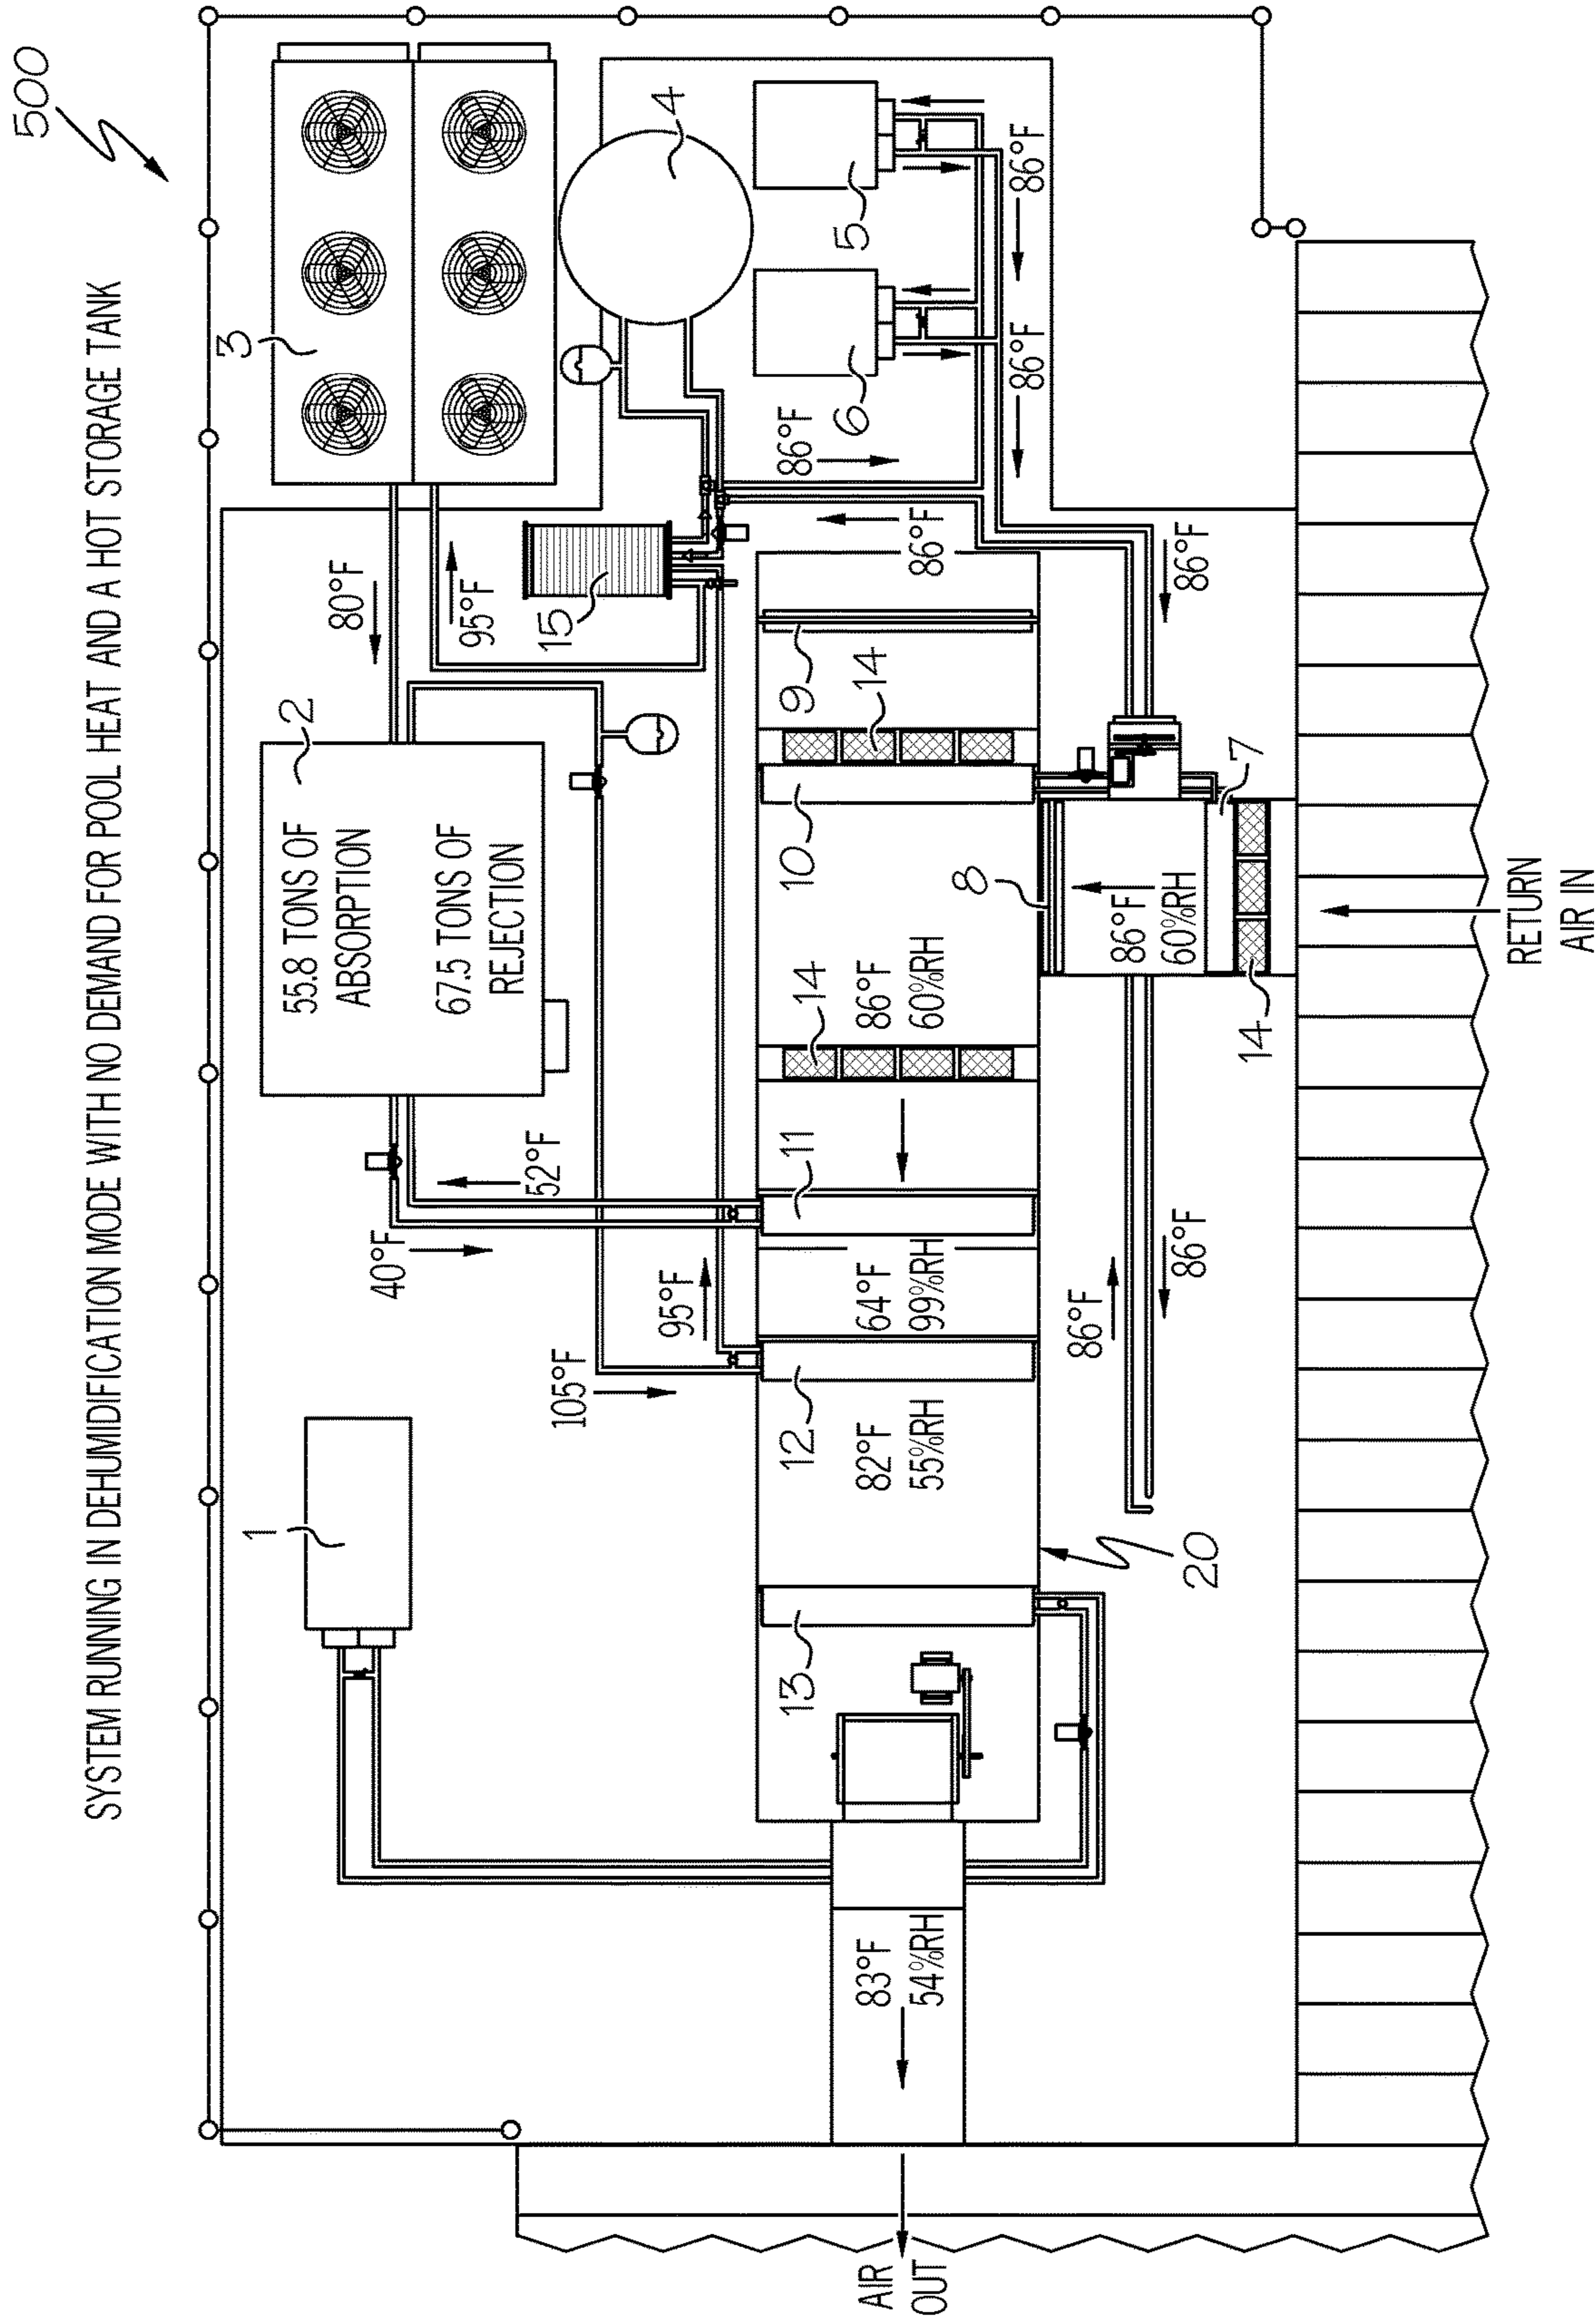 500
SYSTEM RUNNING IN DEHUMIDIFICATION MODE WITH NO DEMAND FOR POOL HEAT AND A HOT STORAGE TANK
1
2
55.8 TONS OF
ABSORPTION
67.5 TONS OF
REJECTION
3
80°F
95°F
40°F
52°F
105°F
95°F
15
4
86°F
5
6
86°F
86°F
86°F
86°F
13
12
82°F
55%RH
64°F
99%RH
11
14
86°F
60%RH
10
14
9
83°F
54%RH
AIR
OUT
20
86°F
86°F
8
86°F
60%RH
7
14
RETURN
AIR IN